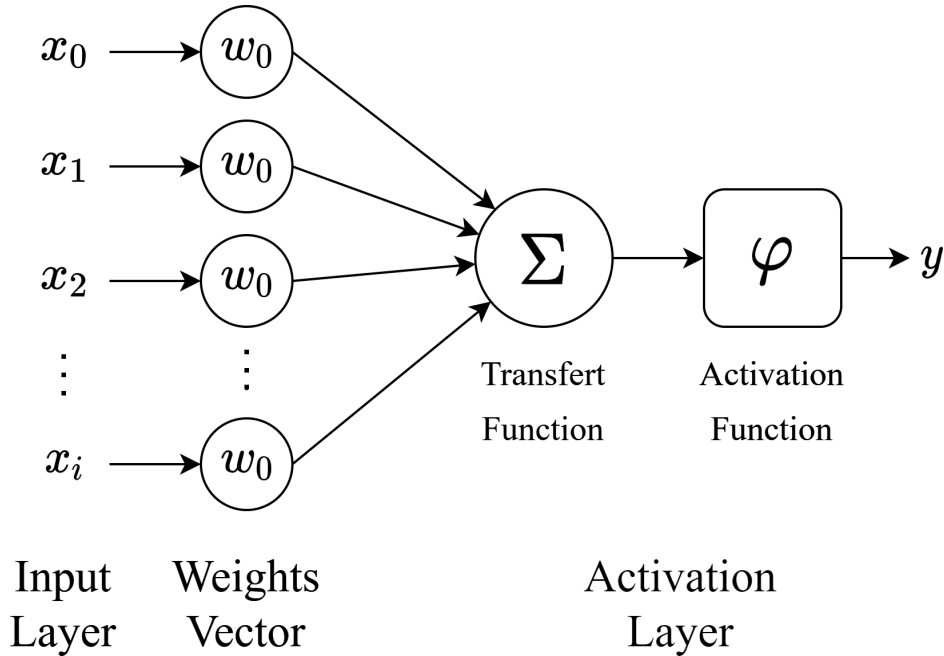 x₀ w₀
x₁ w₀
x₂ w₀
Σ φ y
⋮ ⋮
Transfert
Function
Activation
Function
xᵢ w₀
Input
Layer
Weights
Vector
Activation
Layer